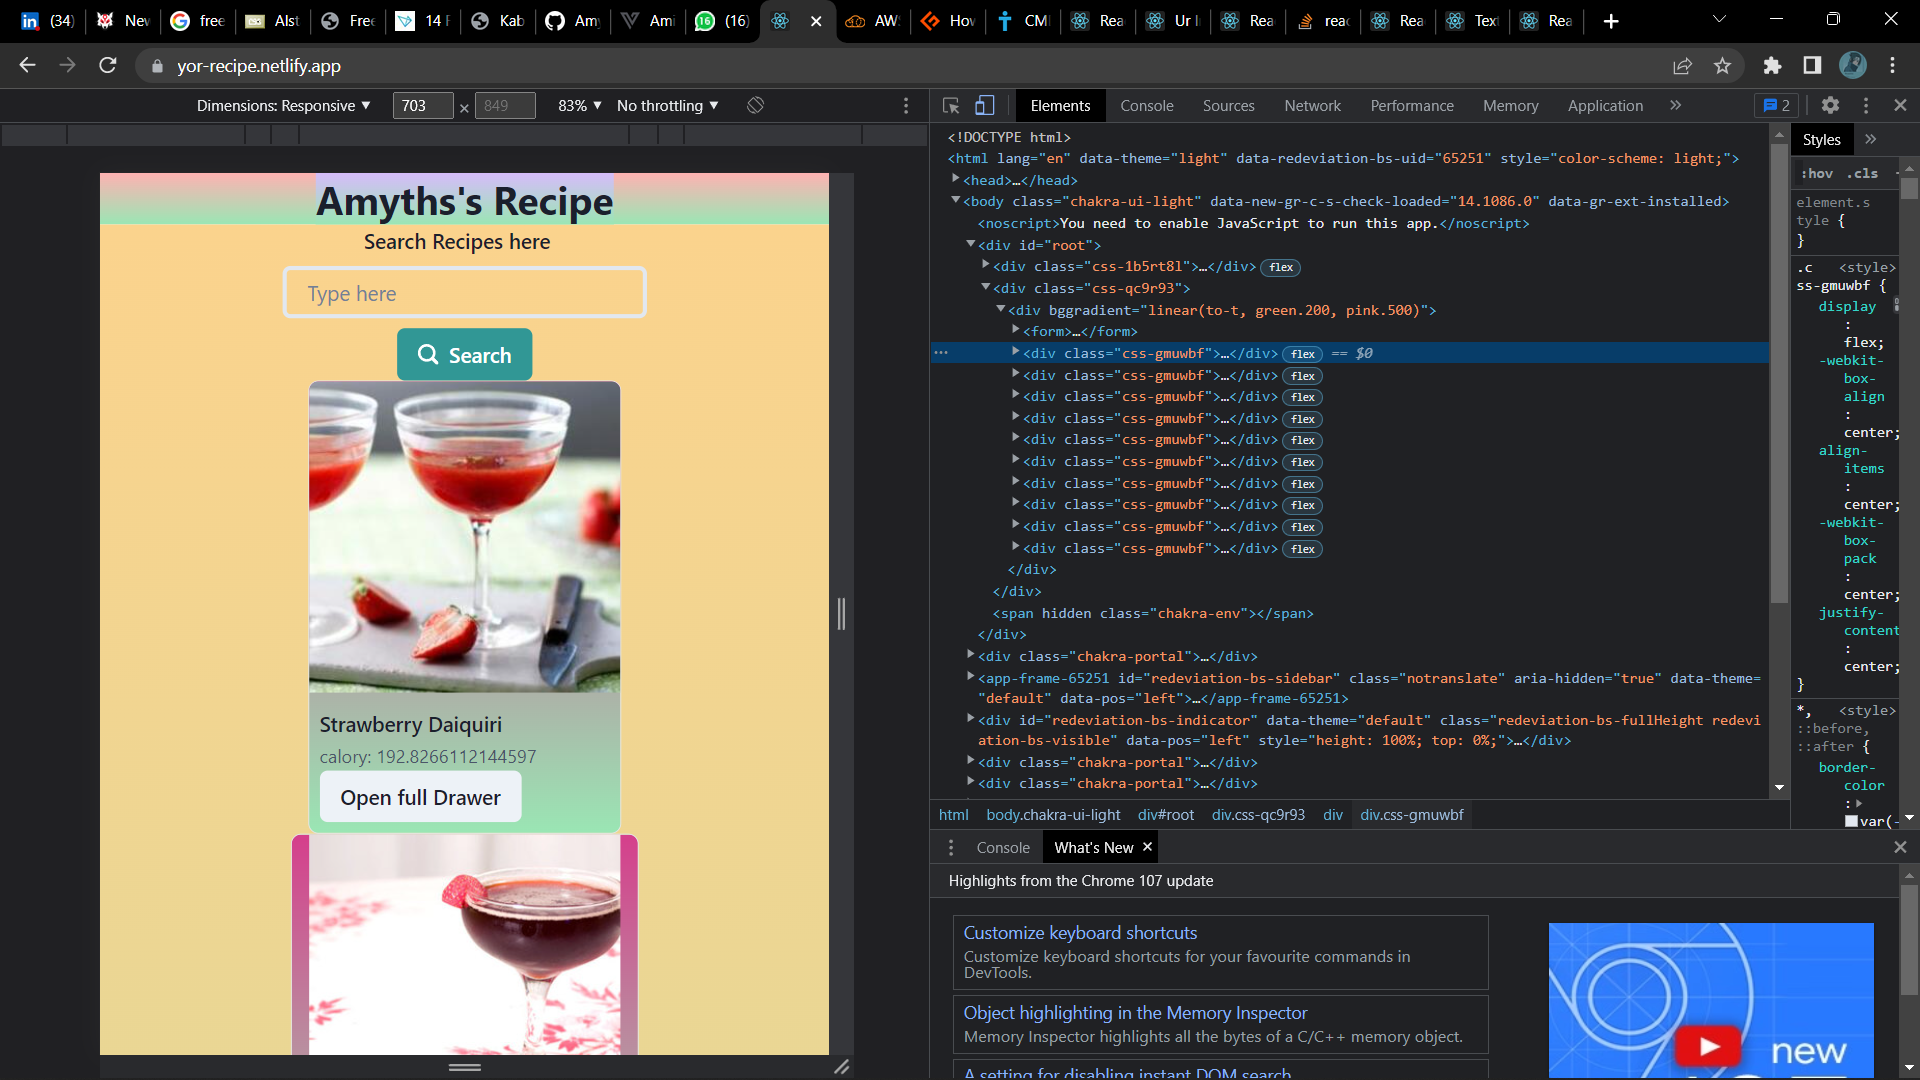 (34)
Nev
free
Alst
Free
14 F
Kab
Amy
Ami
(16)
AWS
How
CMI
Rea
Ur I
Rea
reac
Rea
Text
Rea
yor-recipe.netlify.app
Dimensions: Responsive ▼ 703 × 849 83% ▼ No throttling ▼
Elements Console Sources Network Performance Memory Application » 2
Amyths's Recipe
Search Recipes here
Type here
Search
Strawberry Daiquiri
calory: 192.8266112144597
Open full Drawer
<!DOCTYPE html>
<html lang="en" data-theme="light" data-redeviation-bs-uid="65251" style="color-scheme: light;">
<head>…</head>
<body class="chakra-ui-light" data-new-gr-c-s-check-loaded="14.1086.0" data-gr-ext-installed>
<noscript>You need to enable JavaScript to run this app.</noscript>
<div id="root">
<div class="css-1b5rt8l">…</div> flex
<div class="css-qc9r93">
<div bggradient="linear(to-t, green.200, pink.500)">
<form>…</form>
<div class="css-gmuwbf">…</div> flex == $0
<div class="css-gmuwbf">…</div> flex
<div class="css-gmuwbf">…</div> flex
<div class="css-gmuwbf">…</div> flex
<div class="css-gmuwbf">…</div> flex
<div class="css-gmuwbf">…</div> flex
<div class="css-gmuwbf">…</div> flex
<div class="css-gmuwbf">…</div> flex
<div class="css-gmuwbf">…</div> flex
<div class="css-gmuwbf">…</div> flex
</div>
</div>
<span hidden class="chakra-env"></span>
</div>
<div class="chakra-portal">…</div>
<app-frame-65251 id="redeviation-bs-sidebar" class="notranslate" aria-hidden="true" data-theme=
"default" data-pos="left">…</app-frame-65251>
<div id="redeviation-bs-indicator" data-theme="default" class="redeviation-bs-fullHeight redevi
ation-bs-visible" data-pos="left" style="height: 100%; top: 0%;">…</div>
<div class="chakra-portal">…</div>
<div class="chakra-portal">…</div>
html body.chakra-ui-light div#root div.css-qc9r93 div div.css-gmuwbf
Styles »
:hov .cls
element.s
tyle {
}
.c <style>
ss-gmuwbf {
display
:
flex;
-webkit-
box-
align
:
center;
align-
items
:
center;
-webkit-
box-
pack
:
center;
justify-
content
:
center;
}
*, <style>
::before,
::after {
border-
color
:
var(-
Console What's New
Highlights from the Chrome 107 update
Customize keyboard shortcuts
Customize keyboard shortcuts for your favourite commands in
DevTools.
Object highlighting in the Memory Inspector
Memory Inspector highlights all the bytes of a C/C++ memory object.
A setting for disabling instant DOM search
new